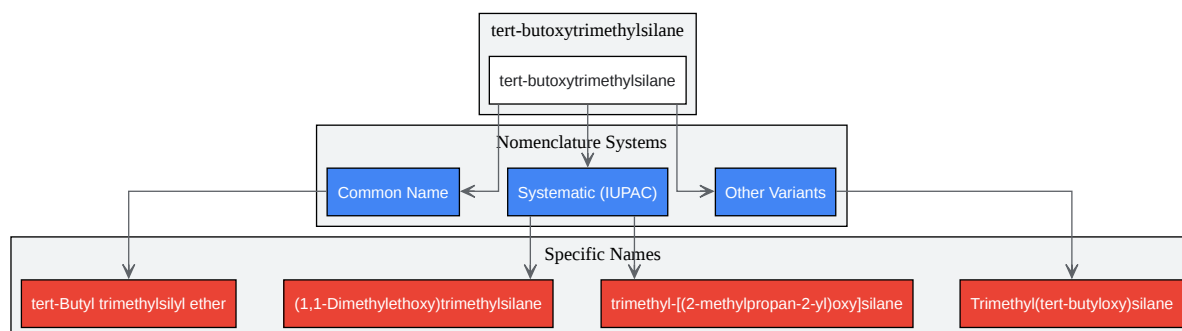 tert-butoxytrimethylsilane
tert-butoxytrimethylsilane
Nomenclature Systems
Common Name
Systematic (IUPAC)
Other Variants
Specific Names
tert-Butyl trimethylsilyl ether
(1,1-Dimethylethoxy)trimethylsilane
trimethyl-[(2-methylpropan-2-yl)oxy]silane
Trimethyl(tert-butyloxy)silane